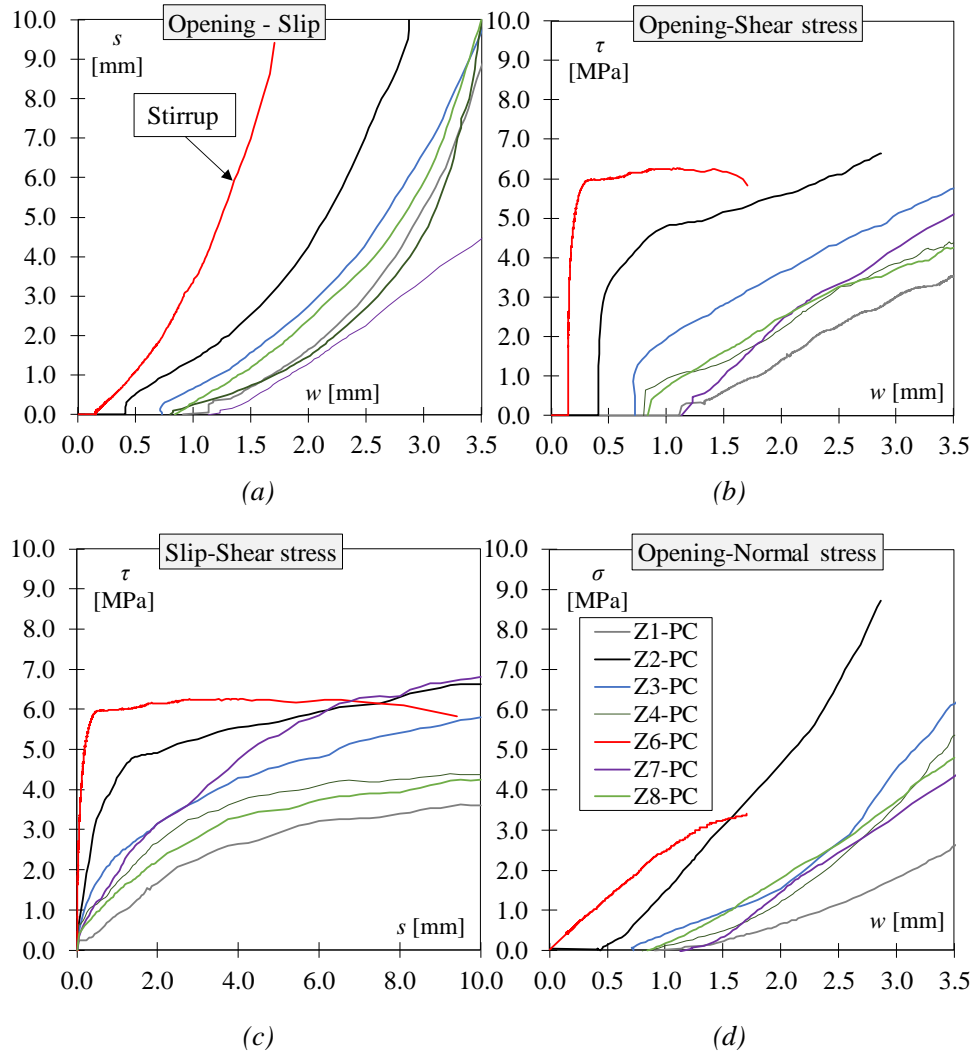 Opening - Slip
s
[mm]
Stirrup
10.0
9.0
8.0
7.0
6.0
5.0
4.0
3.0
2.0
1.0
0.0
w [mm]
0.0 0.5 1.0 1.5 2.0 2.5 3.0 3.5
(a)
Opening-Shear stress
τ
[MPa]
10.0
9.0
8.0
7.0
6.0
5.0
4.0
3.0
2.0
1.0
0.0
w [mm]
0.0 0.5 1.0 1.5 2.0 2.5 3.0 3.5
(b)
Slip-Shear stress
τ
[MPa]
10.0
9.0
8.0
7.0
6.0
5.0
4.0
3.0
2.0
1.0
0.0
s [mm]
0.0 2.0 4.0 6.0 8.0 10.0
(c)
Opening-Normal stress
σ
[MPa]
10.0
9.0
8.0
7.0
6.0
5.0
4.0
3.0
2.0
1.0
0.0
Z1-PC
Z2-PC
Z3-PC
Z4-PC
Z6-PC
Z7-PC
Z8-PC
w [mm]
0.0 0.5 1.0 1.5 2.0 2.5 3.0 3.5
(d)